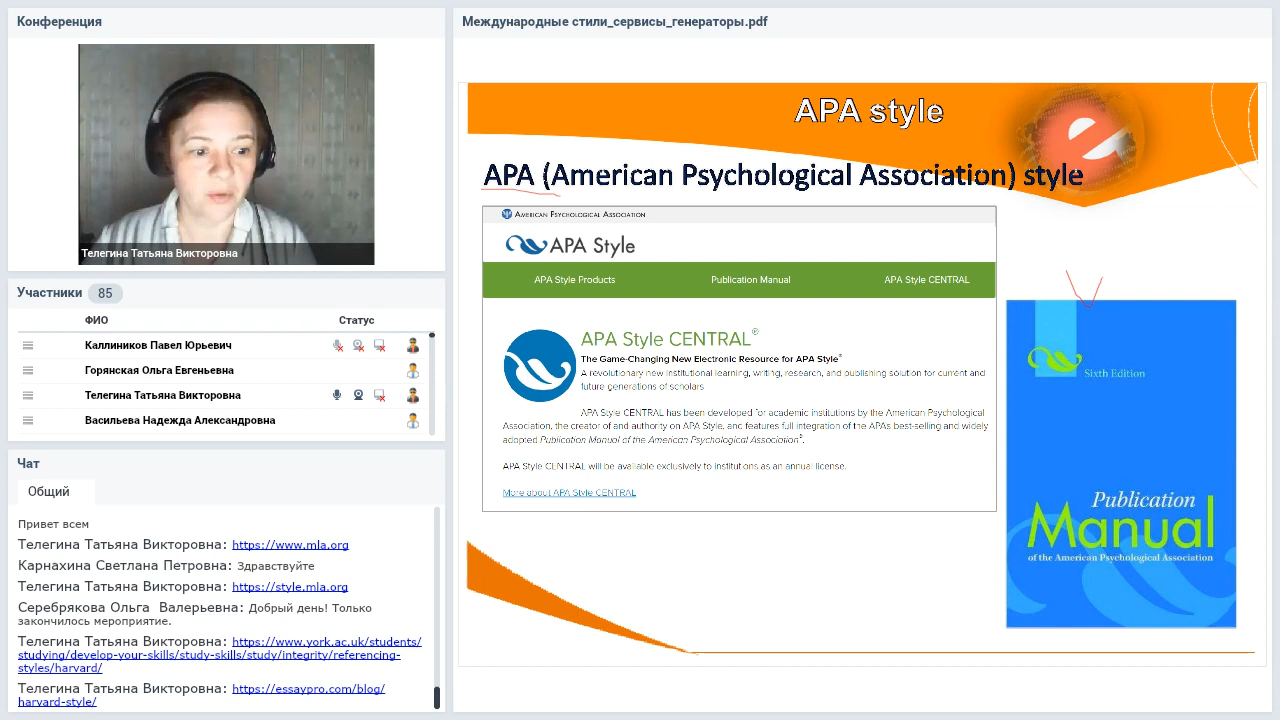 Конференция
Телегина Татьяна Викторовна
Участники 85
ФИО Статус
Каллиников Павел Юрьевич
Горянская Ольга Евгеньевна
Телегина Татьяна Викторовна
Васильева Надежда Александровна
Чат
Общий
Привет всем
Телегина Татьяна Викторовна: https://www.mla.org
Карнахина Светлана Петровна: Здравствуйте
Телегина Татьяна Викторовна: https://style.mla.org
Серебрякова Ольга Валерьевна: Добрый день! Только
закончилось мероприятие.
Телегина Татьяна Викторовна: https://www.york.ac.uk/students/
studying/develop-your-skills/study-skills/study/integrity/referencing-
styles/harvard/
Телегина Татьяна Викторовна: https://essaypro.com/blog/
harvard-style/
Международные стили_сервисы_генераторы.pdf
APA style
APA (American Psychological Association) style
American Psychological Association
APA Style
APA Style Products Publication Manual APA Style CENTRAL
APA Style CENTRAL®
The Game-Changing New Electronic Resource for APA Style®
A revolutionary new institutional learning, writing, research, and publishing solution for current and
future generations of scholars
APA Style CENTRAL has been developed for academic institutions by the American Psychological
Association, the creator of and authority on APA Style, and features full integration of the APAs best-selling and widely
adopted Publication Manual of the American Psychological Association®.
APA Style CENTRAL will be available exclusively to institutions as an annual license.
More about APA Style CENTRAL
Sixth Edition
Publication
Manual
of the American Psychological Association